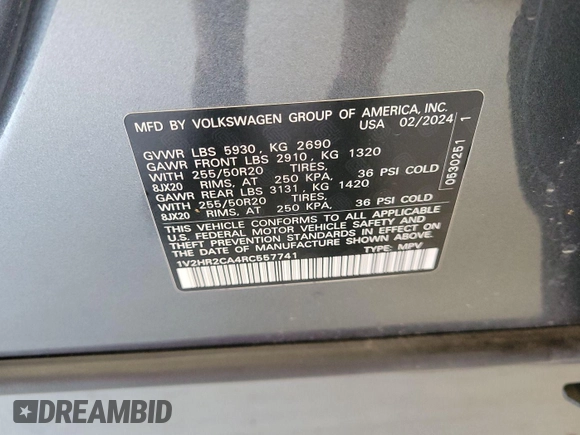 MFD BY VOLKSWAGEN GROUP OF AMERICA, INC.
USA 02/2024
GVWR LBS 5930, KG 2690
GAWR FRONT LBS 2910, KG 1320
WITH 255/50R20 TIRES,
8JX20 RIMS, AT 250 KPA, 36 PSI COLD
GAWR REAR LBS 3131, KG 1420
WITH 255/50R20 TIRES,
8JX20 RIMS, AT 250 KPA. 36 PSI COLD
THIS VEHICLE CONFORMS TO ALL APPLICABLE
U.S. FEDERAL MOTOR VEHICLE SAFETY AND
THEFT PREVENTION STANDARDS IN EFFECT ON
THE DATE OF MANUFACTURE SHOWN ABOVE.
1V2HR2CA4RC557741 TYPE: MPV
0630251 1
DREAMBID